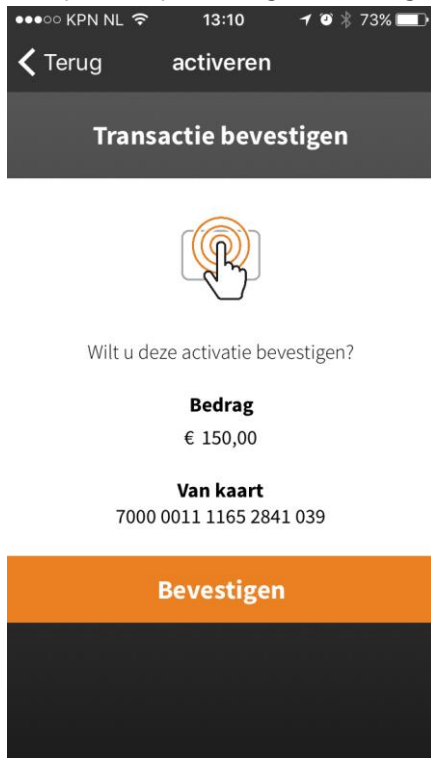 ●●●○○ KPN NL 13:10 73%
Terug activeren
Transactie bevestigen
Wilt u deze activatie bevestigen?
Bedrag
€ 150,00
Van kaart
7000 0011 1165 2841 039
Bevestigen